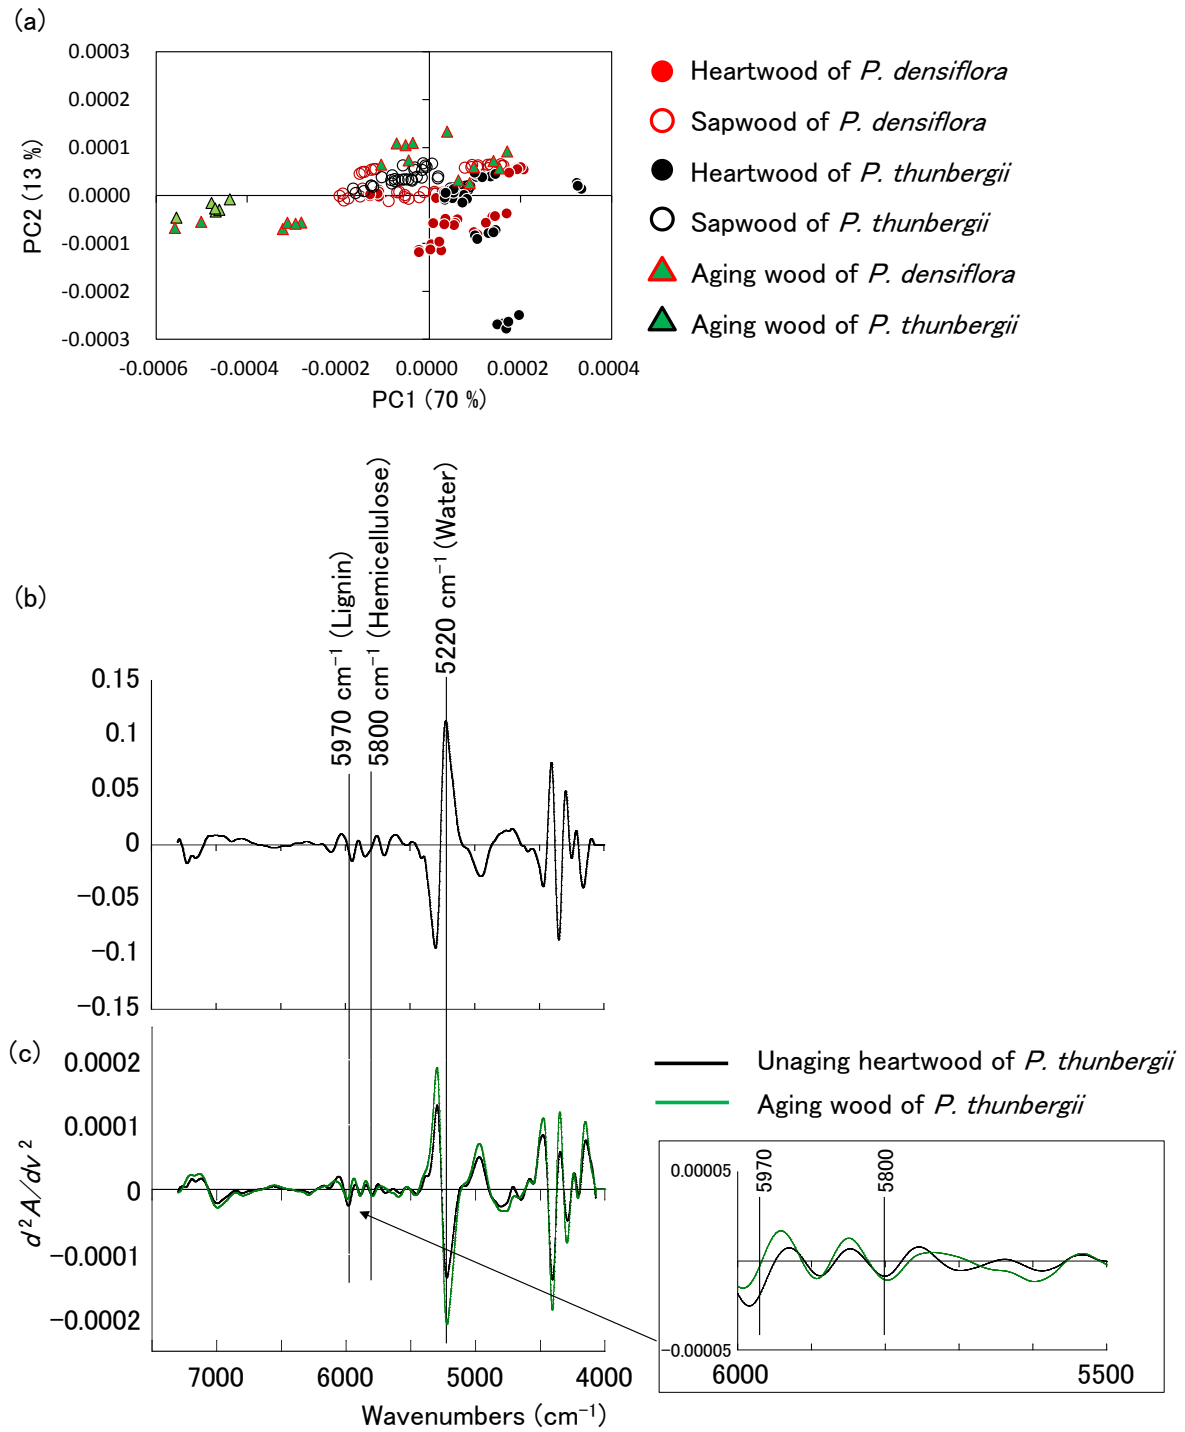 (a)
0.0003
0.0002
0.0001
0.0000
-0.0001
-0.0002
-0.0003
PC2 (13 %)
-0.0006 -0.0004 -0.0002 0.0000 0.0002 0.0004
PC1 (70 %)
Heartwood of P. densiflora
Sapwood of P. densiflora
Heartwood of P. thunbergii
Sapwood of P. thunbergii
Aging wood of P. densiflora
Aging wood of P. thunbergii
(b)
5970 cm⁻¹ (Lignin)
5800 cm⁻¹ (Hemicellulose)
5220 cm⁻¹ (Water)
0.15
0.1
0.05
0
−0.05
−0.1
−0.15
(c)
0.0002
0.0001
0
−0.0001
−0.0002
d²A/dν²
7000 6000 5000 4000
Wavenumbers (cm⁻¹)
Unaging heartwood of P. thunbergii
Aging wood of P. thunbergii
0.00005
−0.00005
5970
5800
6000 5500